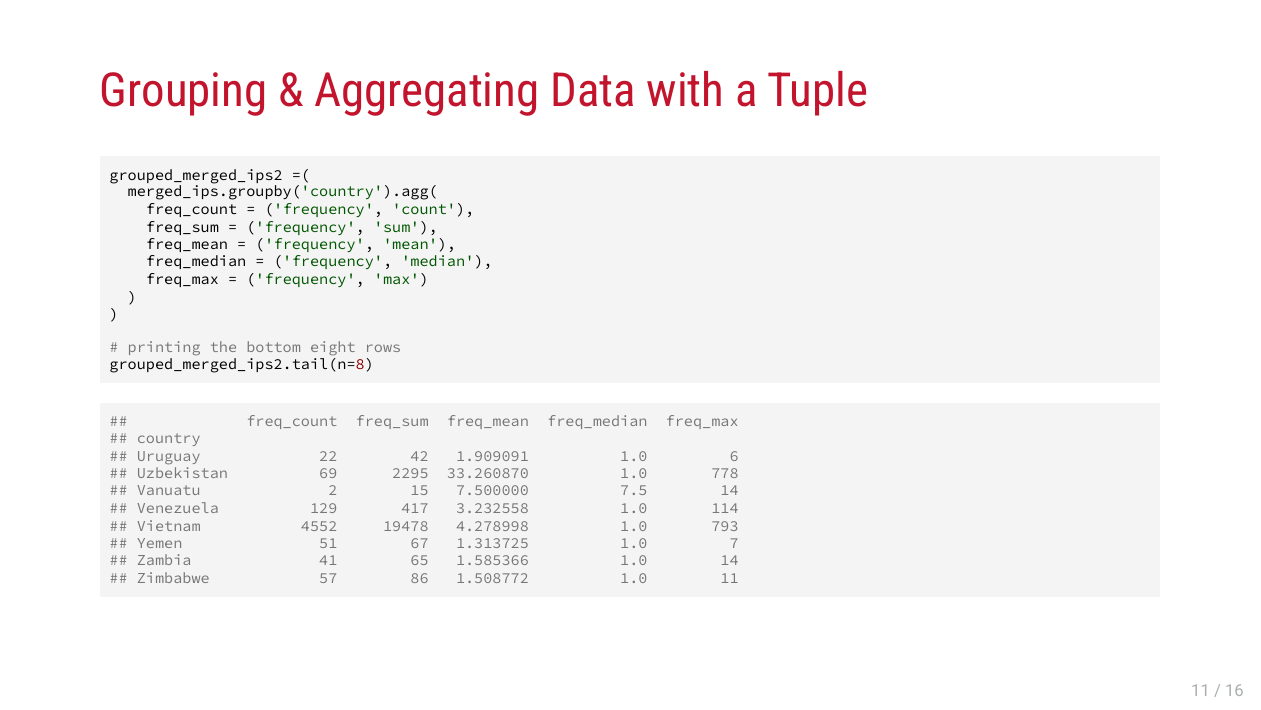 Grouping & Aggregating Data with a Tuple
grouped_merged_ips2 =(
  merged_ips.groupby('country').agg(
    freq_count = ('frequency', 'count'),
    freq_sum = ('frequency', 'sum'),
    freq_mean = ('frequency', 'mean'),
    freq_median = ('frequency', 'median'),
    freq_max = ('frequency', 'max')
  )
)

# printing the bottom eight rows
grouped_merged_ips2.tail(n=8)
##             freq_count  freq_sum  freq_mean  freq_median  freq_max
## country
## Uruguay             22        42   1.909091          1.0         6
## Uzbekistan          69      2295  33.260870          1.0       778
## Vanuatu              2        15   7.500000          7.5        14
## Venezuela          129       417   3.232558          1.0       114
## Vietnam           4552     19478   4.278998          1.0       793
## Yemen               51        67   1.313725          1.0         7
## Zambia              41        65   1.585366          1.0        14
## Zimbabwe            57        86   1.508772          1.0        11
11 / 16